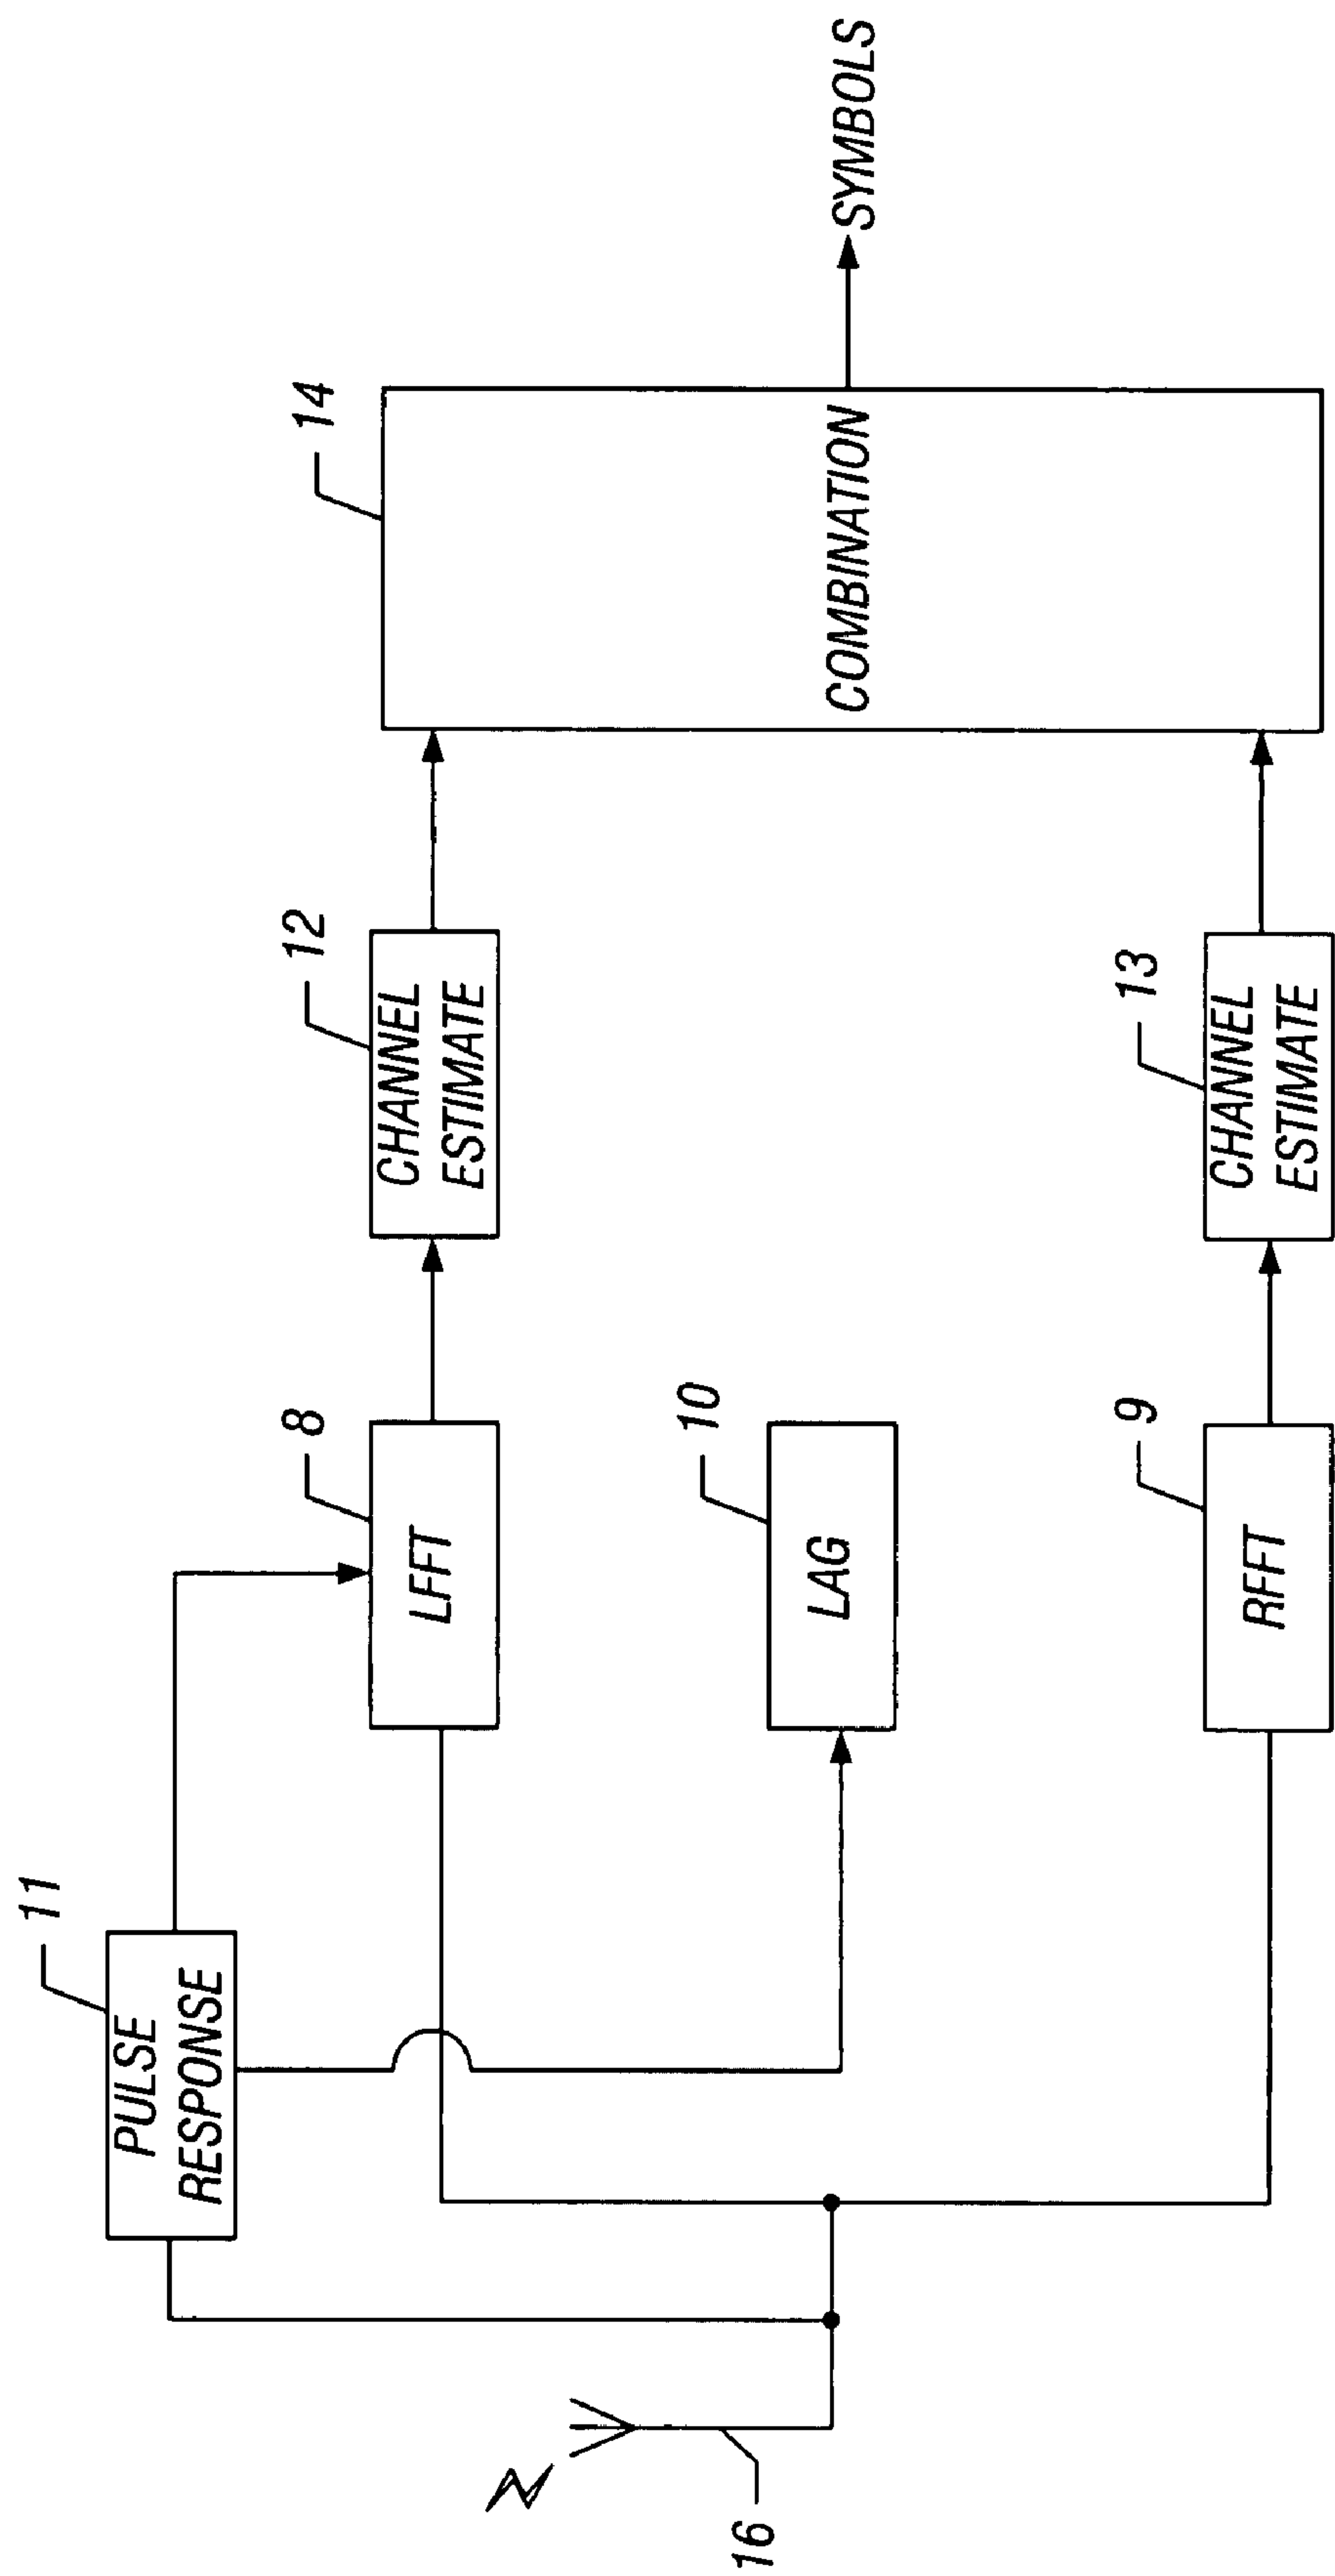 11
PULSE
RESPONSE
8
LFFT
12
CHANNEL
ESTIMATE
14
COMBINATION
SYMBOLS
10
LAG
16
9
RFFT
13
CHANNEL
ESTIMATE